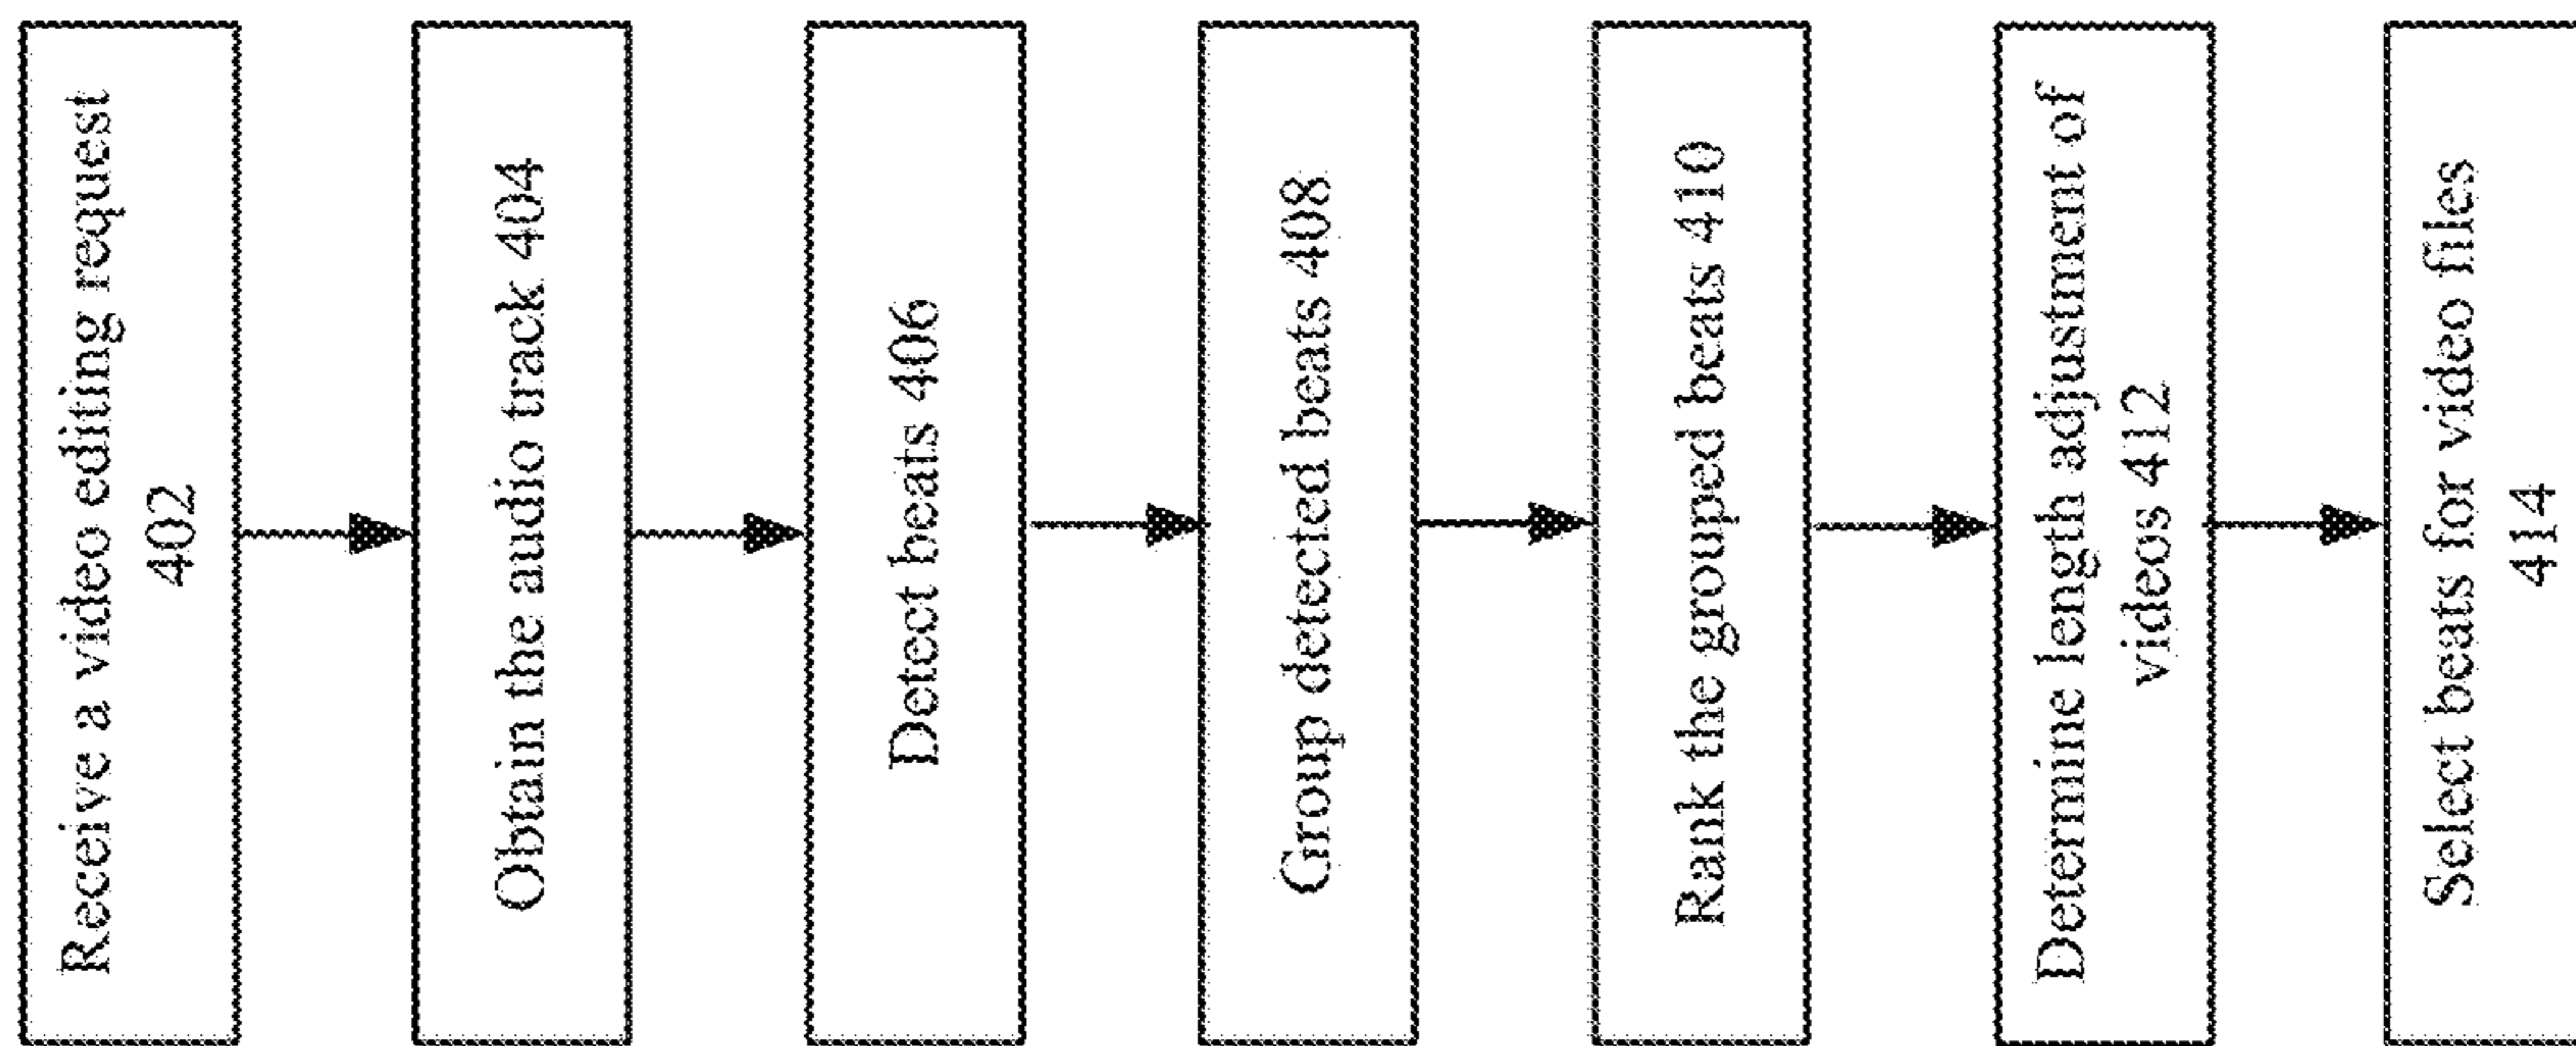 Receive a video editing request
402
Obtain the audio track 404
Detect beats 406
Group detected beats 408
Rank the grouped beats 410
Determine length adjustment of
videos 412
Select beats for video files
414